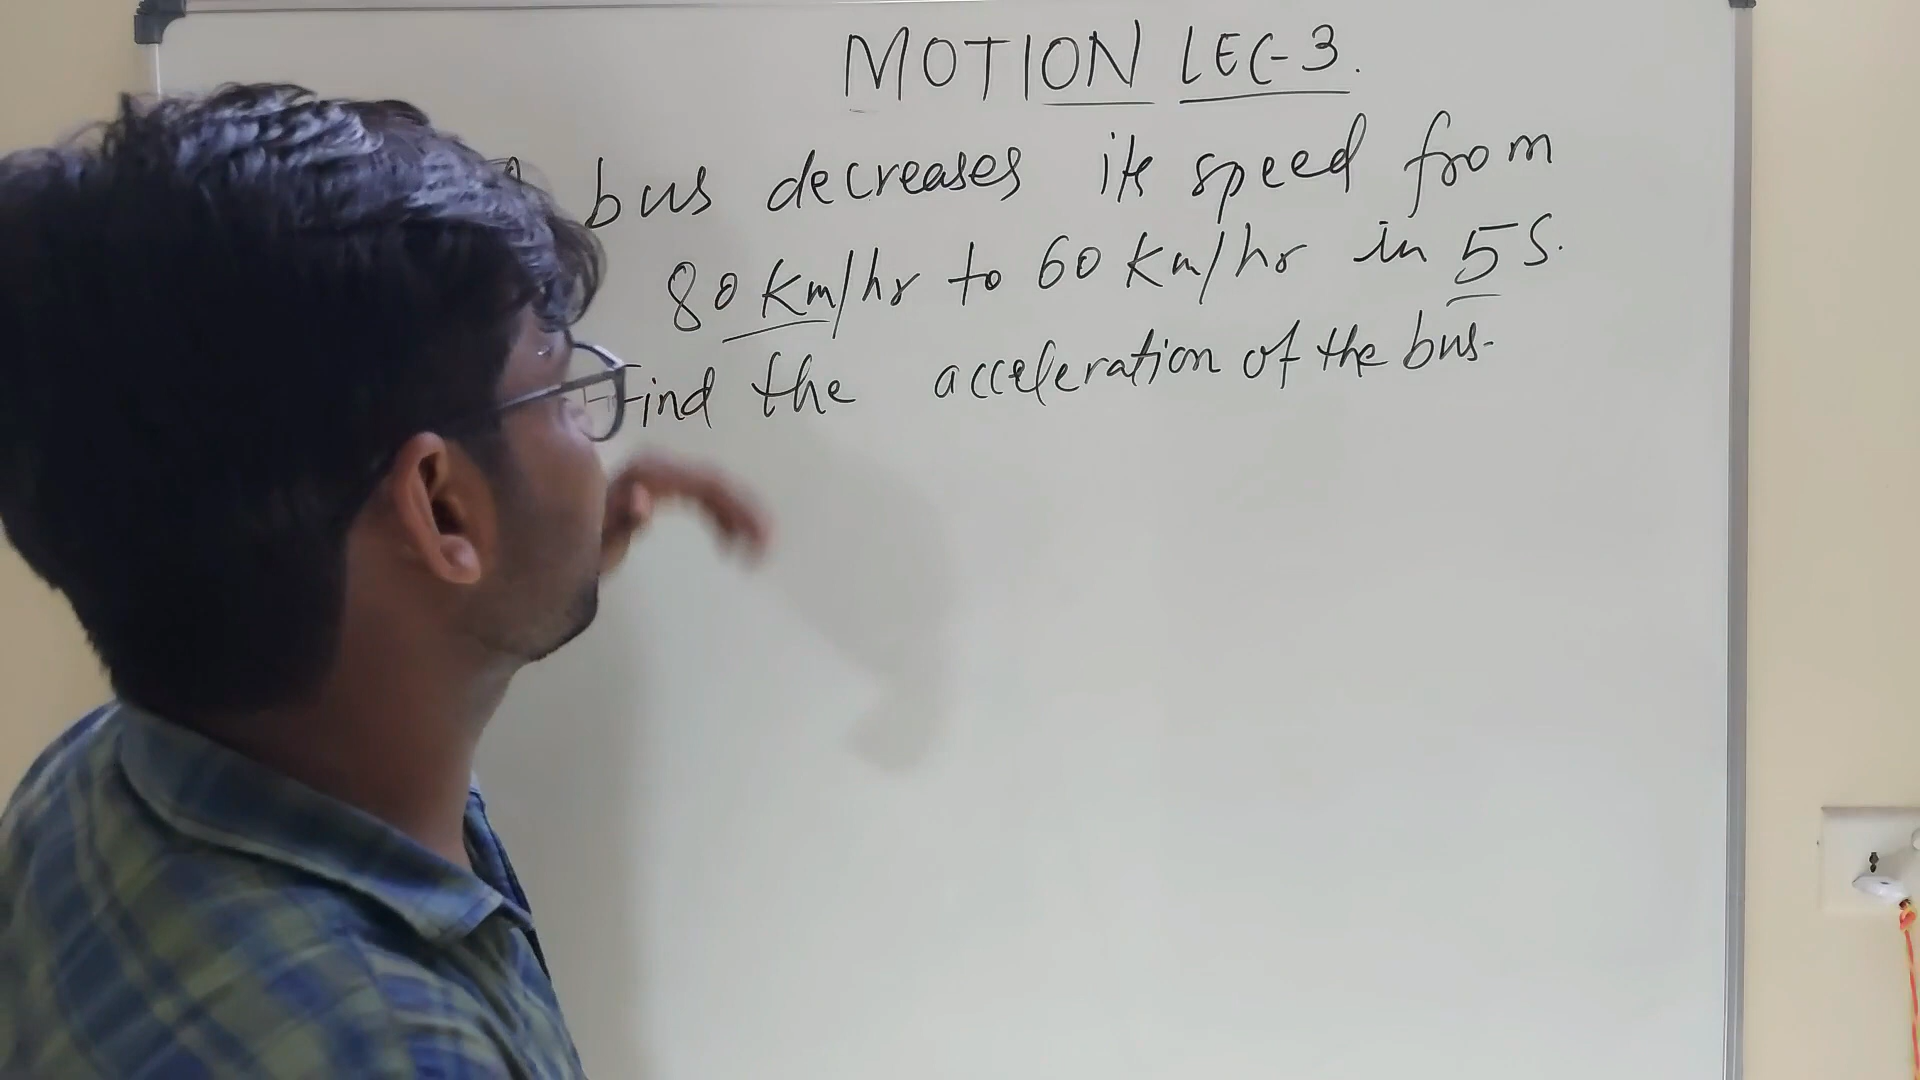 MOTION LEC-3.
bus decreases its speed from
80 km/hr to 60 km/hr in 5 S.
Find the acceleration of the bus.